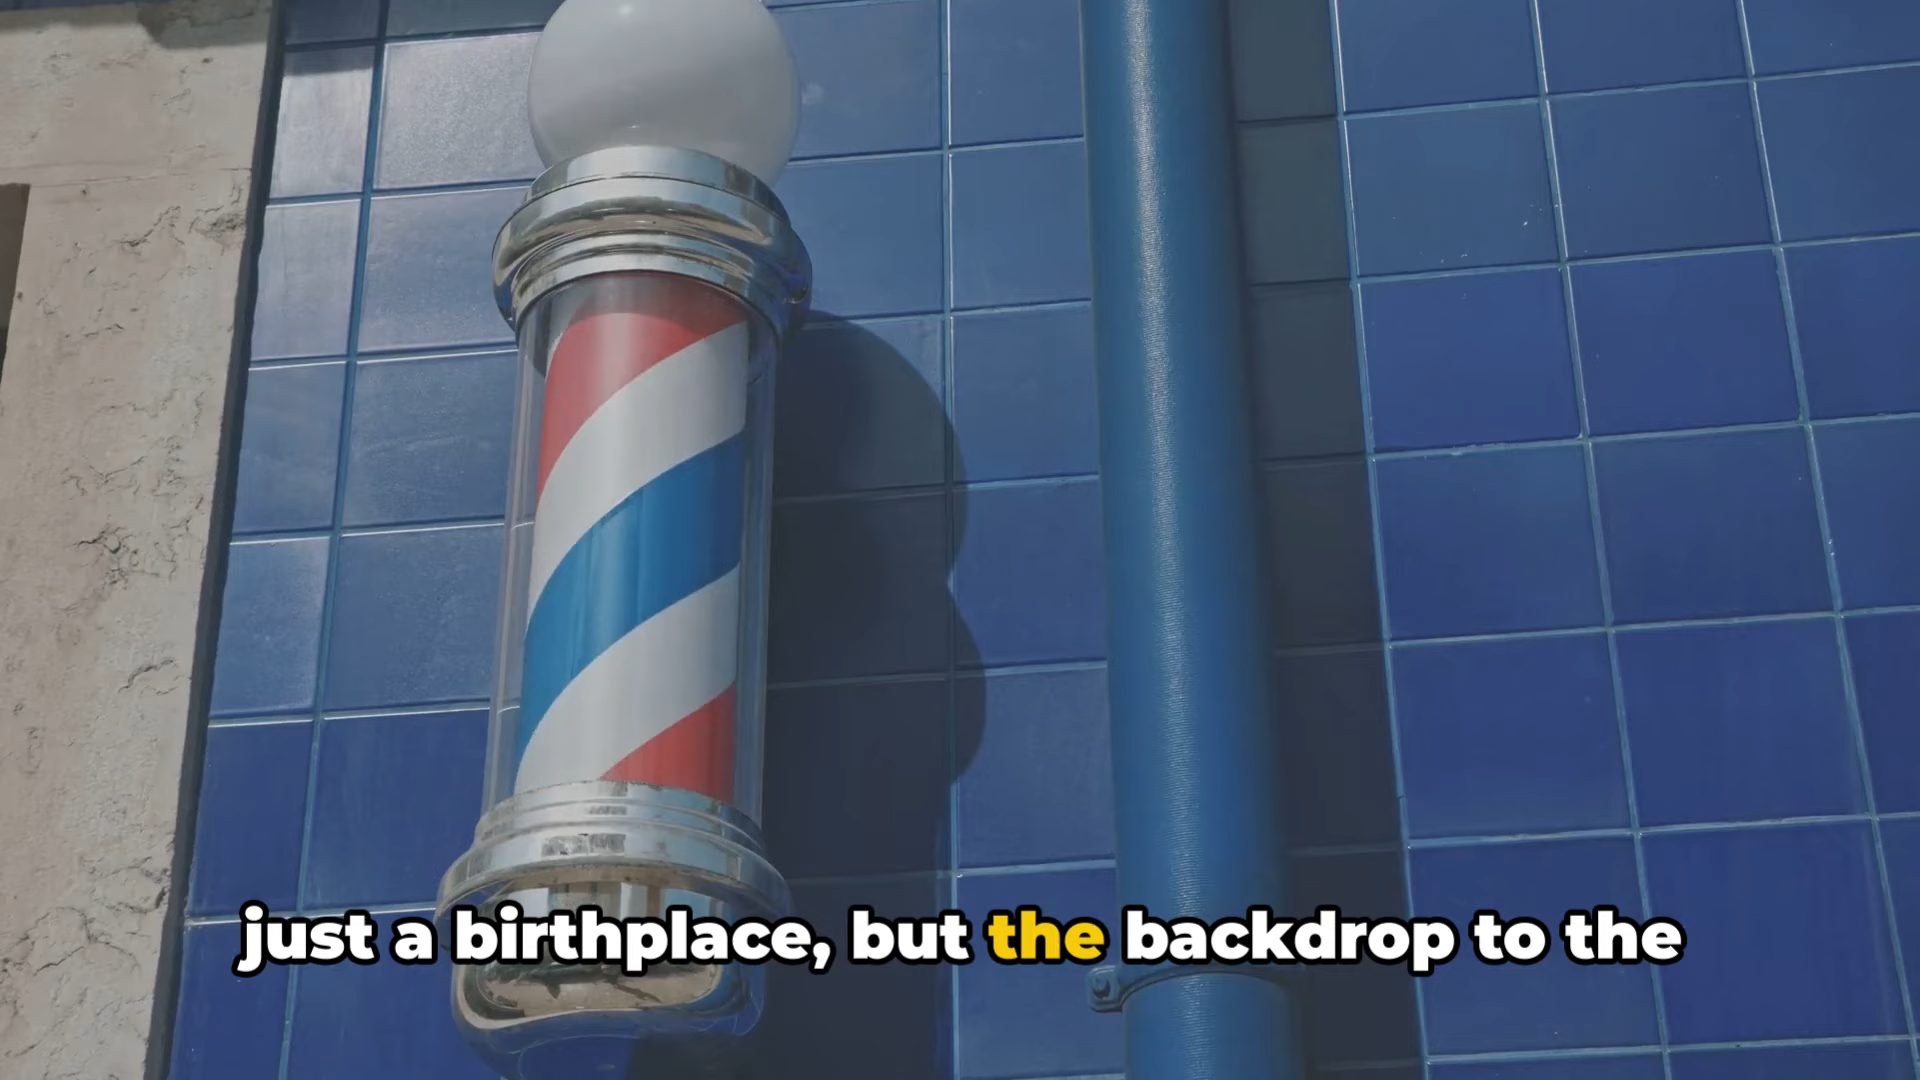 just a birthplace, but the backdrop to the